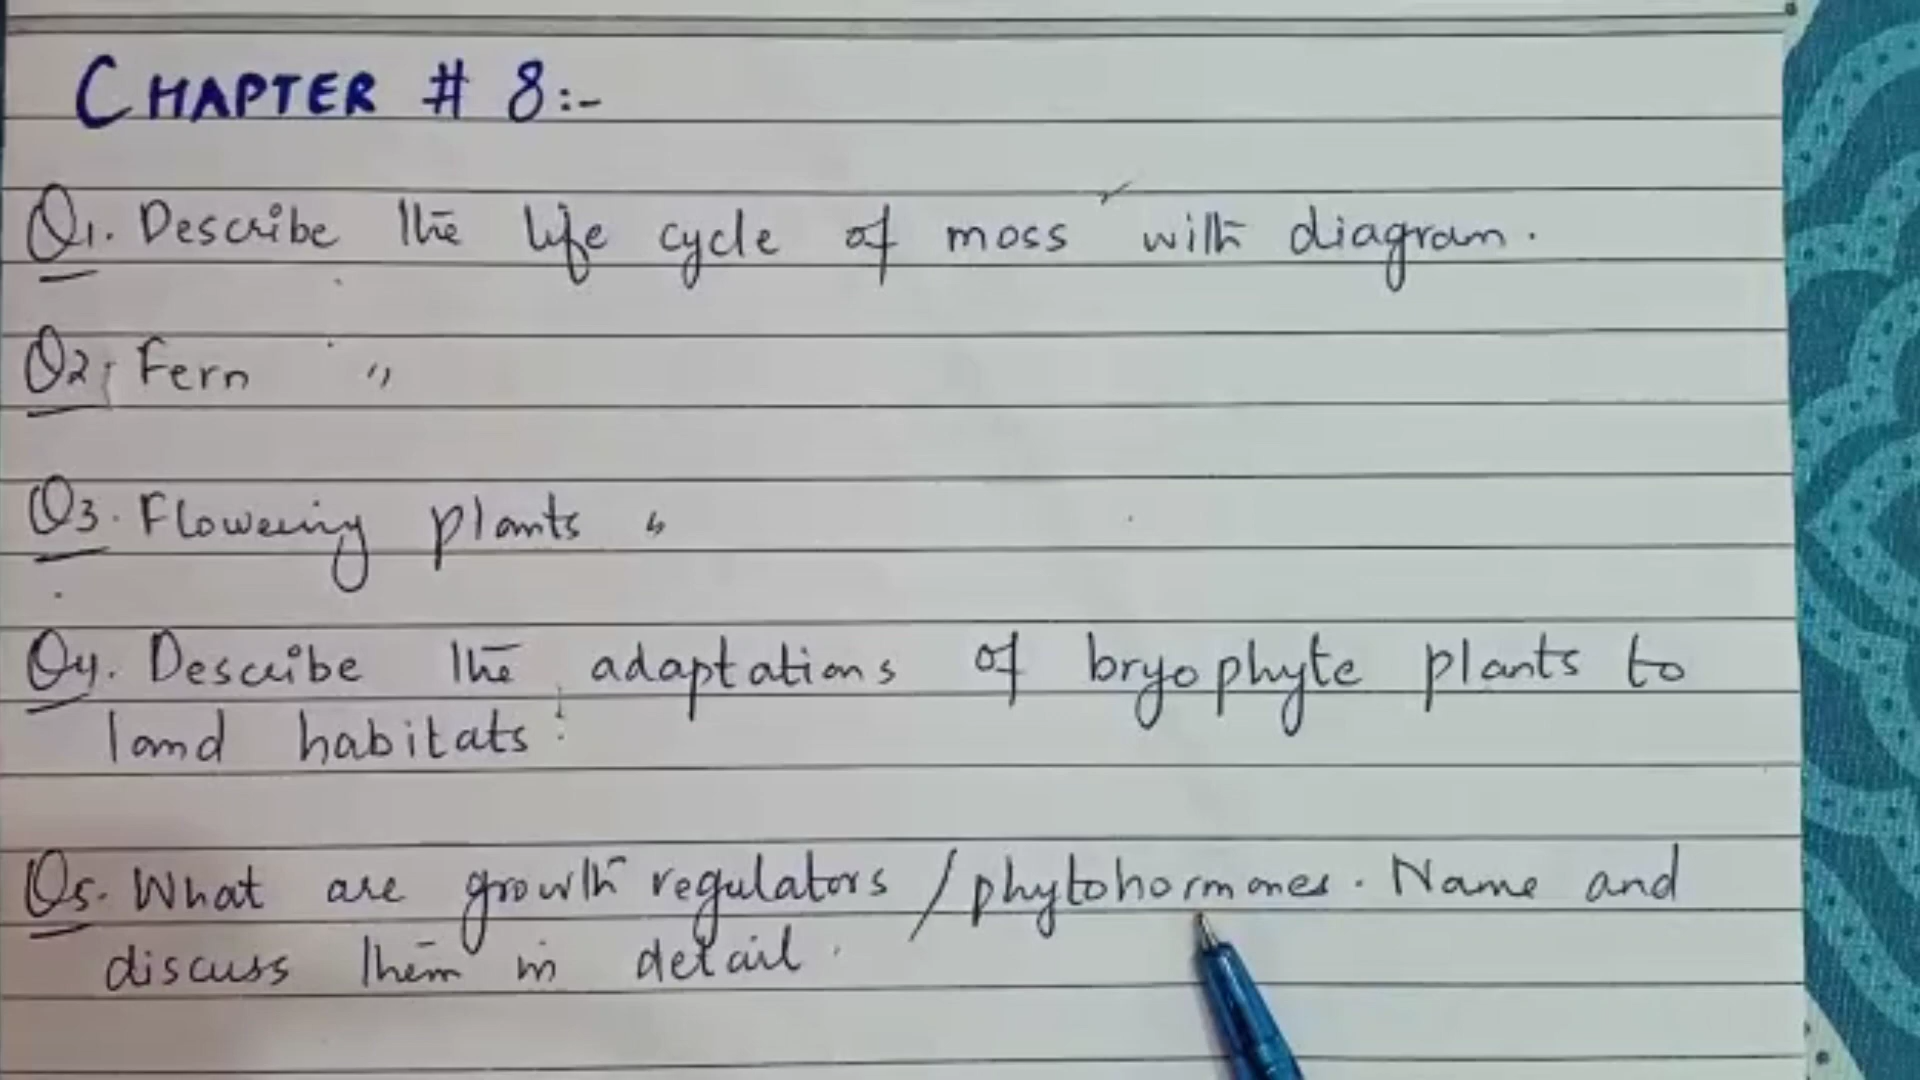 CHAPTER # 8:-
Q1. Describe the life cycle of moss with diagram.
Q2. Fern "
Q3. Flowering plants "
Q4. Describe the adaptations of bryophyte plants to
land habitats.
Q5. What are growth regulators / phytohormones. Name and
discuss them in detail.